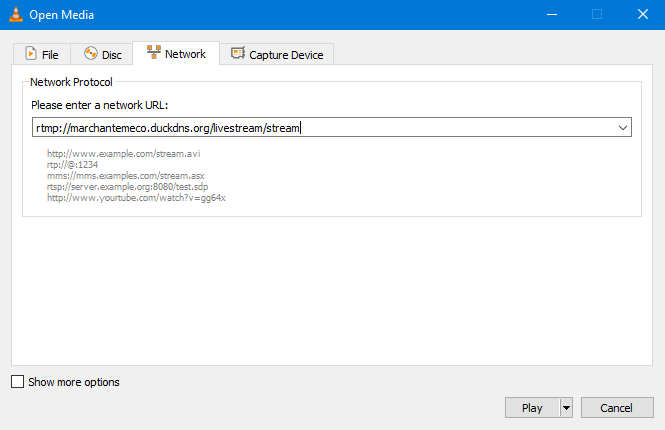 Open Media
File Disc Network Capture Device
Network Protocol
Please enter a network URL:
rtmp://marchantemeco.duckdns.org/livestream/stream
http://www.example.com/stream.avi
rtp://@:1234
mms://mms.examples.com/stream.asx
rtsp://server.example.org:8080/test.sdp
http://www.youtube.com/watch?v=gg64x
Show more options
Play Cancel